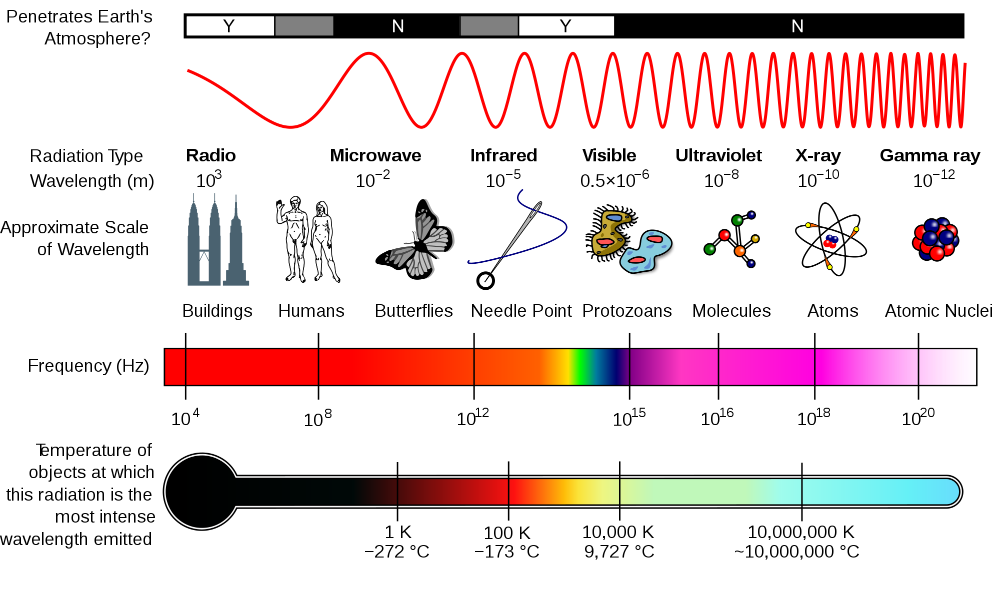 Penetrates Earth's
Atmosphere?
Y N Y N
Radiation Type Radio Microwave Infrared Visible Ultraviolet X-ray Gamma ray
Wavelength (m) 10³ 10⁻² 10⁻⁵ 0.5×10⁻⁶ 10⁻⁸ 10⁻¹⁰ 10⁻¹²
Approximate Scale
of Wavelength
Buildings Humans Butterflies Needle Point Protozoans Molecules Atoms Atomic Nuclei
Frequency (Hz)
10⁴ 10⁸ 10¹² 10¹⁵ 10¹⁶ 10¹⁸ 10²⁰
Temperature of
objects at which
this radiation is the
most intense
wavelength emitted
1 K 100 K 10,000 K 10,000,000 K
−272 °C −173 °C 9,727 °C ~10,000,000 °C